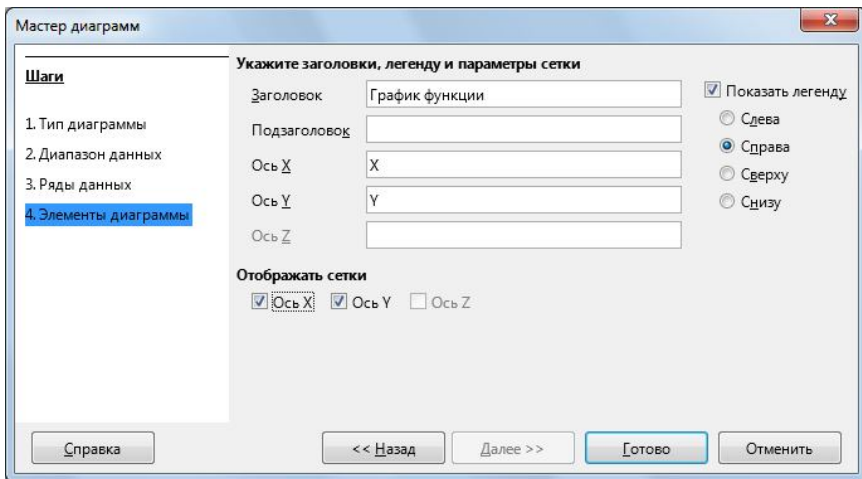 Мастер диаграмм
Шаги
1. Тип диаграммы
2. Диапазон данных
3. Ряды данных
4. Элементы диаграммы
Укажите заголовки, легенду и параметры сетки
Заголовок График функции
Подзаголовок
Ось X X
Ось Y Y
Ось Z
Показать легенду
Слева
Справа
Сверху
Снизу
Отображать сетки
Ось X Ось Y Ось Z
Справка << Назад Далее >> Готово Отменить